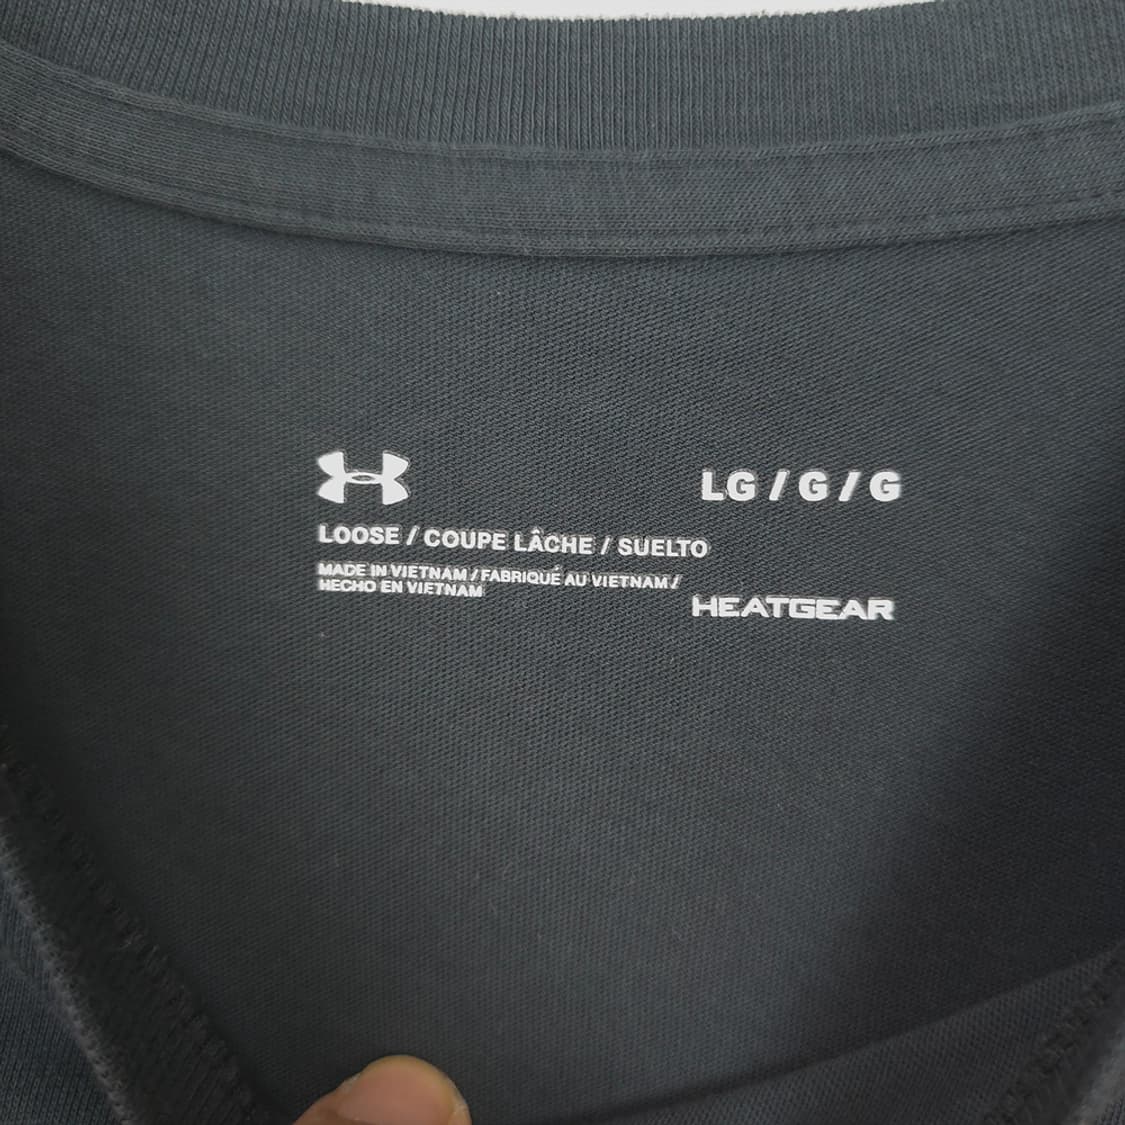 LG / G / G
LOOSE / COUPE LÂCHE / SUELTO
MADE IN VIETNAM / FABRIQUÉ AU VIETNAM /
HECHO EN VIETNAM
HEATGEAR